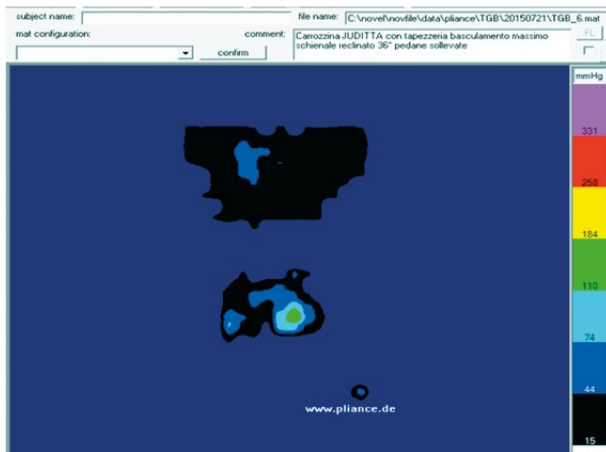 subject name:
file name: C:\novel\novfile\data\pliance\TGB\20150721\TGB_6.mat
mat configuration:
comment: Carrozzina JUDITTA con tapezzeria basculamento massimo
schienale reclinato 36" pedane sollevate
FL
confirm
mmHg
331
258
184
110
74
44
15
www.pliance.de